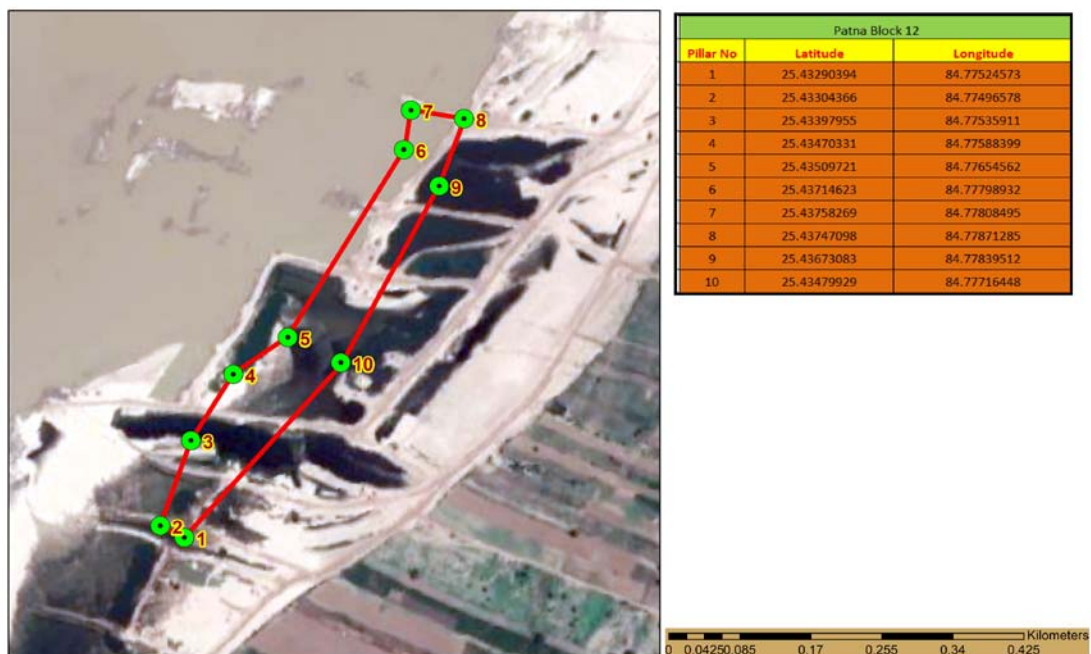 Patna Block 12
Pillar No Latitude Longitude
1 25.43290394 84.77524573
2 25.43304366 84.77496578
3 25.43397955 84.77535911
4 25.43470331 84.77588399
5 25.43509721 84.77654562
6 25.43714623 84.77798932
7 25.43758269 84.77808495
8 25.43747098 84.77871285
9 25.43673083 84.77839512
10 25.43479929 84.77716448
7
8
6
9
5
10
4
3
2
1
Kilometers
0 0.0425 0.085 0.17 0.255 0.34 0.425